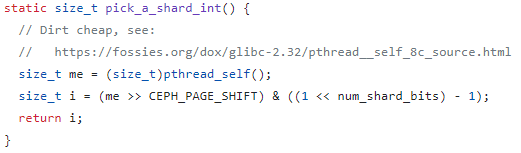 static size_t pick_a_shard_int() {
  // Dirt cheap, see:
  //   https://fossies.org/dox/glibc-2.32/pthread__self_8c_source.html
  size_t me = (size_t)pthread_self();
  size_t i = (me >> CEPH_PAGE_SHIFT) & ((1 << num_shard_bits) - 1);
  return i;
}